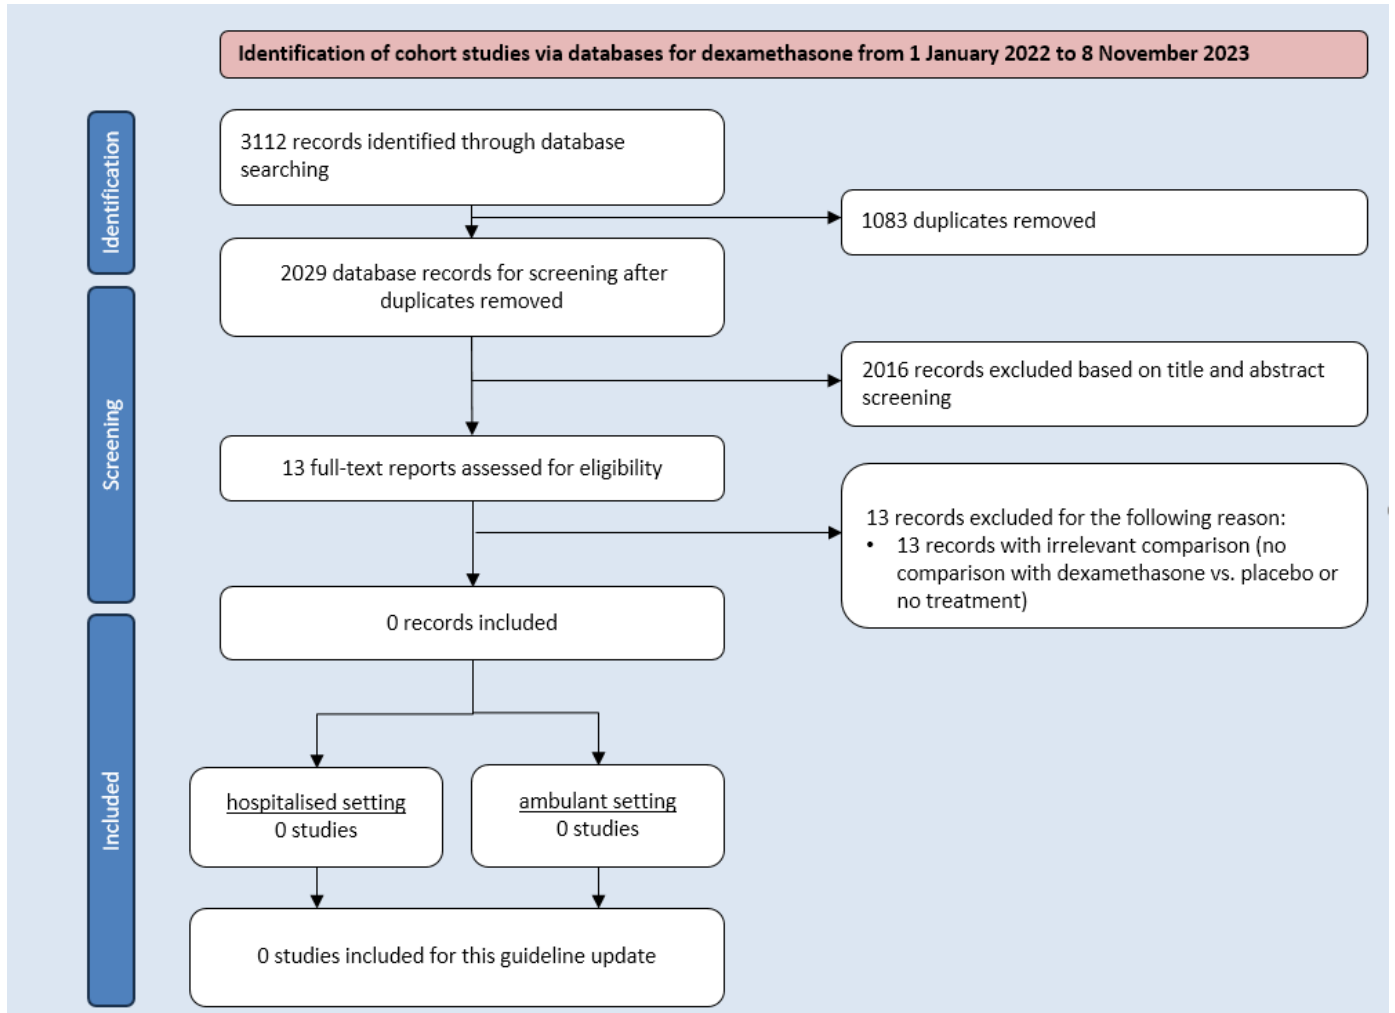 Identification of cohort studies via databases for dexamethasone from 1 January 2022 to 8 November 2023
Identification
3112 records identified through database
searching
1083 duplicates removed
2029 database records for screening after
duplicates removed
Screening
2016 records excluded based on title and abstract
screening
13 full-text reports assessed for eligibility
13 records excluded for the following reason:
• 13 records with irrelevant comparison (no
comparison with dexamethasone vs. placebo or
no treatment)
0 records included
Included
hospitalised setting
0 studies
ambulant setting
0 studies
0 studies included for this guideline update